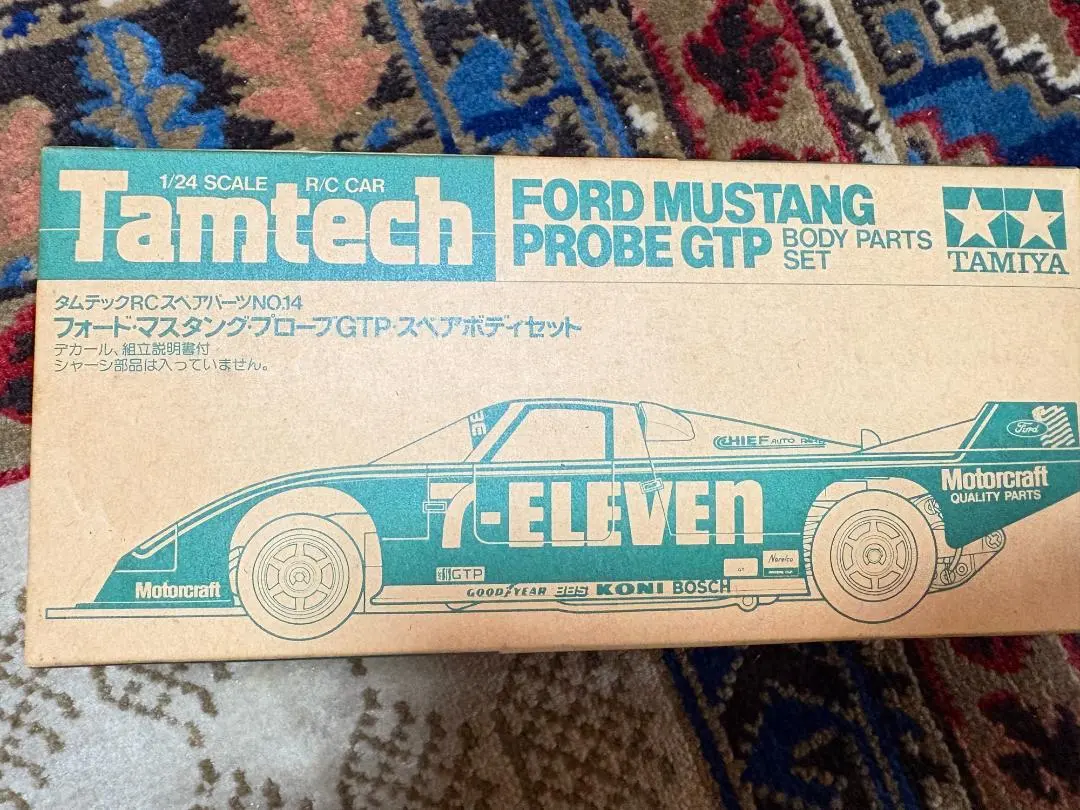 1/24 SCALE R/C CAR
Tamtech
FORD MUSTANG
PROBE GTP BODY PARTS SET
TAMIYA
タムテックRCスペアパーツNO.14
フォード・マスタング・プローブGTP・スペアボディセット
デカール、組立説明書付
シャーシ部品は入っていません。
CHIEF AUTO
Ford
Motorcraft
QUALITY PARTS
7-ELEVEn
Norelco
GTP
Motorcraft
GOODYEAR BBS KONI BOSCH